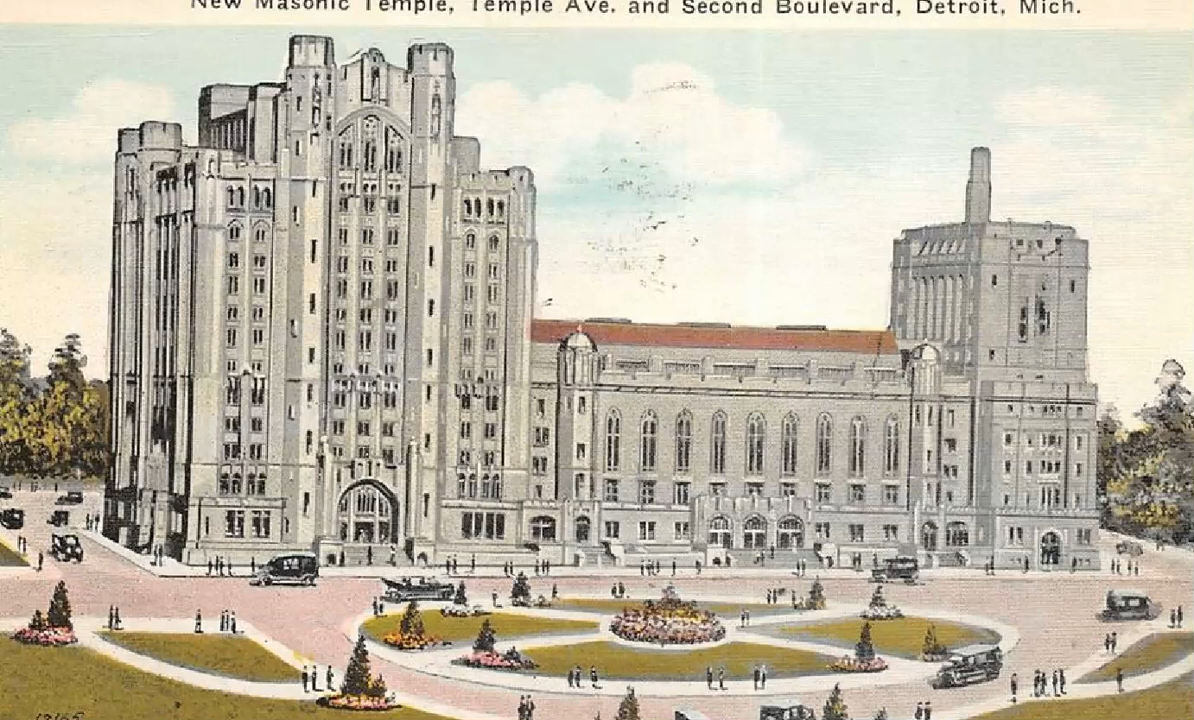 New Masonic Temple, Temple Ave. and Second Boulevard, Detroit, Mich.